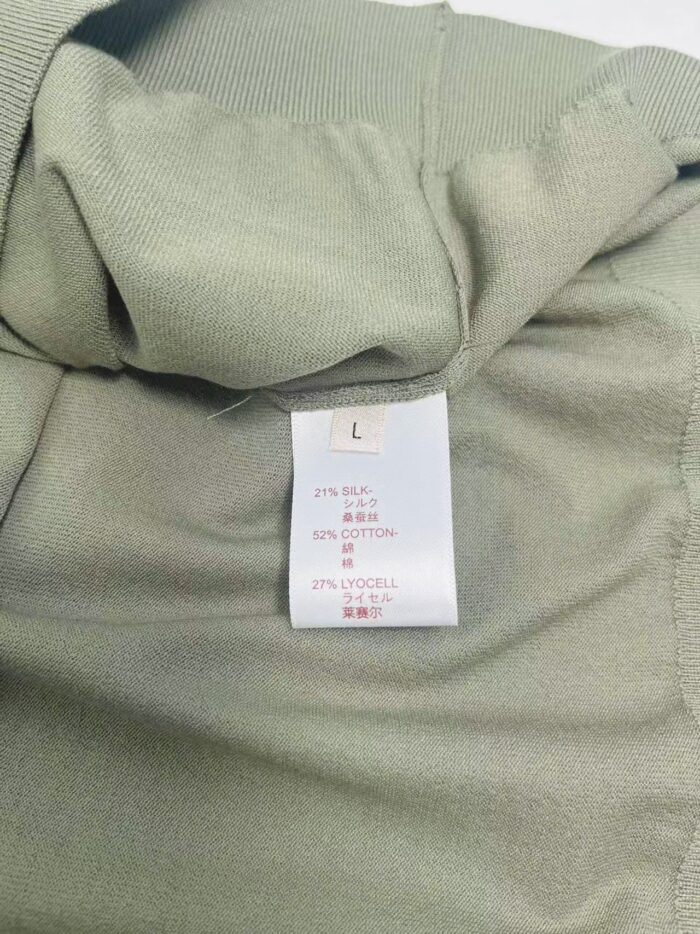 L
21% SILK-
シルク
桑蚕丝
52% COTTON-
綿
棉
27% LYOCELL
ライセル
莱赛尔